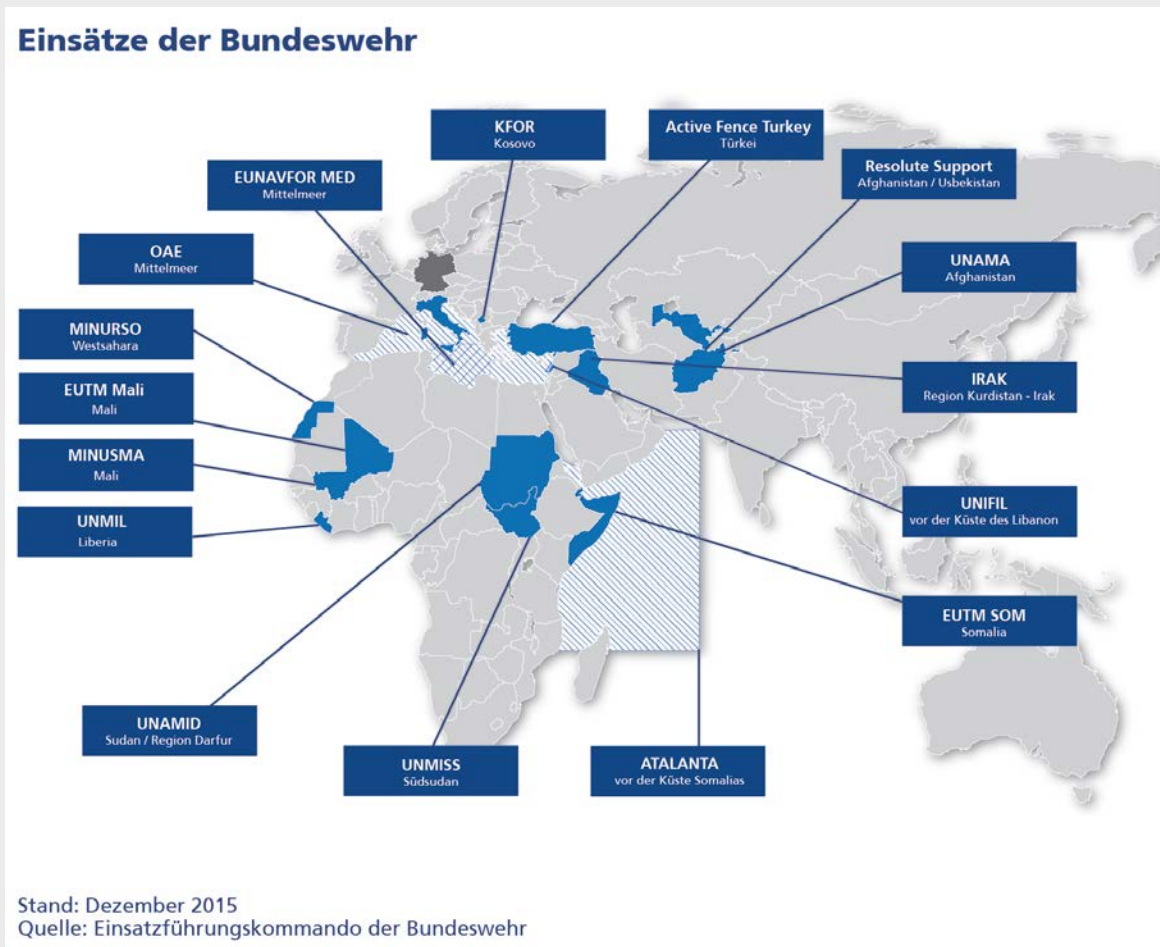 Einsätze der Bundeswehr
KFOR
Kosovo
Active Fence Turkey
Türkei
Resolute Support
Afghanistan / Usbekistan
EUNAVFOR MED
Mittelmeer
OAE
Mittelmeer
UNAMA
Afghanistan
MINURSO
Westsahara
IRAK
Region Kurdistan - Irak
EUTM Mali
Mali
MINUSMA
Mali
UNIFIL
vor der Küste des Libanon
UNMIL
Liberia
EUTM SOM
Somalia
UNAMID
Sudan / Region Darfur
UNMISS
Südsudan
ATALANTA
vor der Küste Somalias
Stand: Dezember 2015
Quelle: Einsatzführungskommando der Bundeswehr